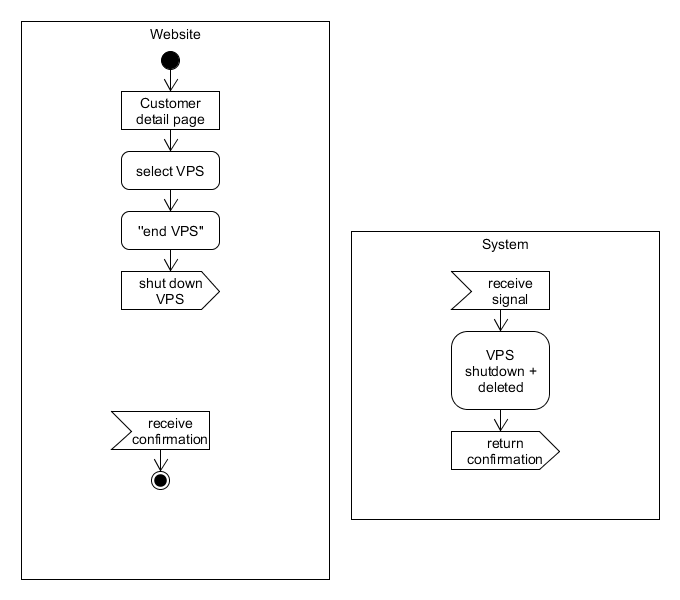 Website
Customer
detail page
select VPS
"end VPS"
shut down
VPS
receive
confirmation
System
receive
signal
VPS
shutdown +
deleted
return
confirmation